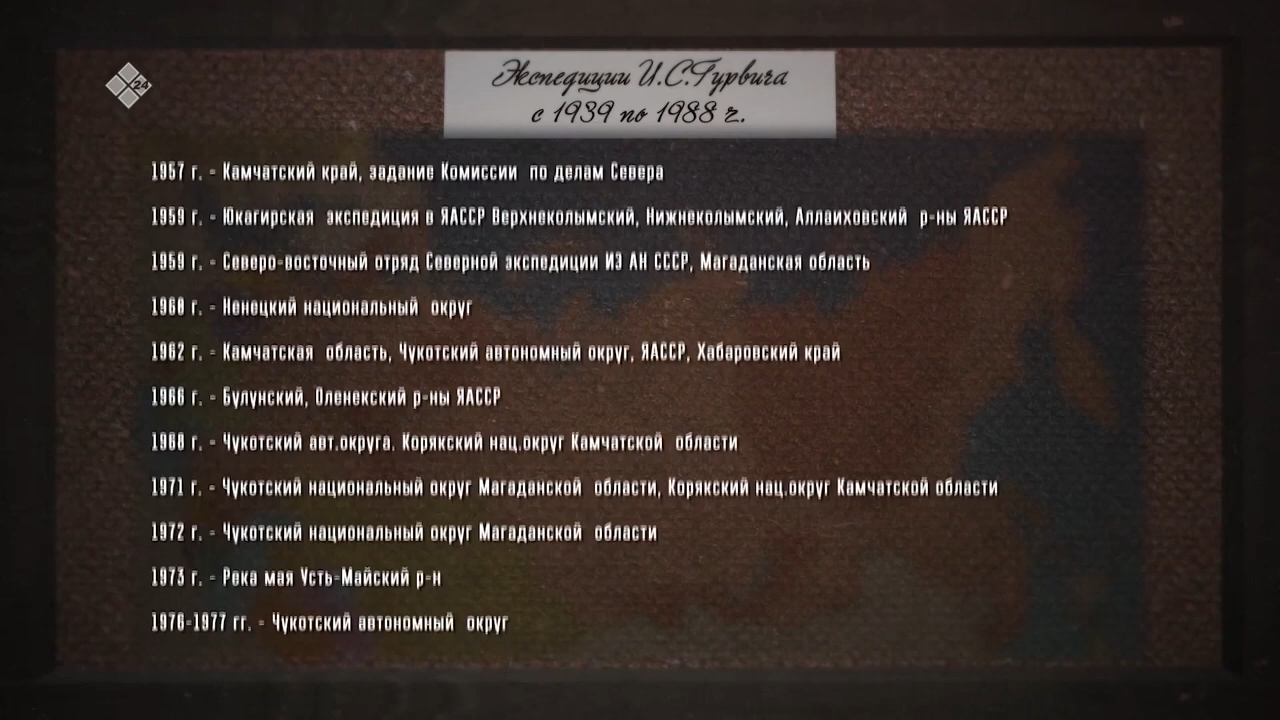 Экспедиции И.С.Гурвича
с 1939 по 1988 г.
24
1957 г. - Камчатский край, задание Комиссии по делам Севера
1959 г. - Юкагирская экспедиция в ЯАССР Верхнеколымский, Нижнеколымский, Аллаиховский р-ны ЯАССР
1959 г. - Северо-восточный отряд Северной экспедиции ИЭ АН СССР, Магаданская область
1960 г. - Ненецкий национальный округ
1962 г. - Камчатская область, Чукотский автономный округ, ЯАССР, Хабаровский край
1966 г. - Булунский, Оленекский р-ны ЯАССР
1968 г. - Чукотский авт.округа, Корякский нац.округ Камчатской области
1971 г. - Чукотский национальный округ Магаданской области, Корякский нац.округ Камчатской области
1972 г. - Чукотский национальный округ Магаданской области
1973 г. - Река мая Усть-Майский р-н
1976-1977 гг. - Чукотский автономный округ